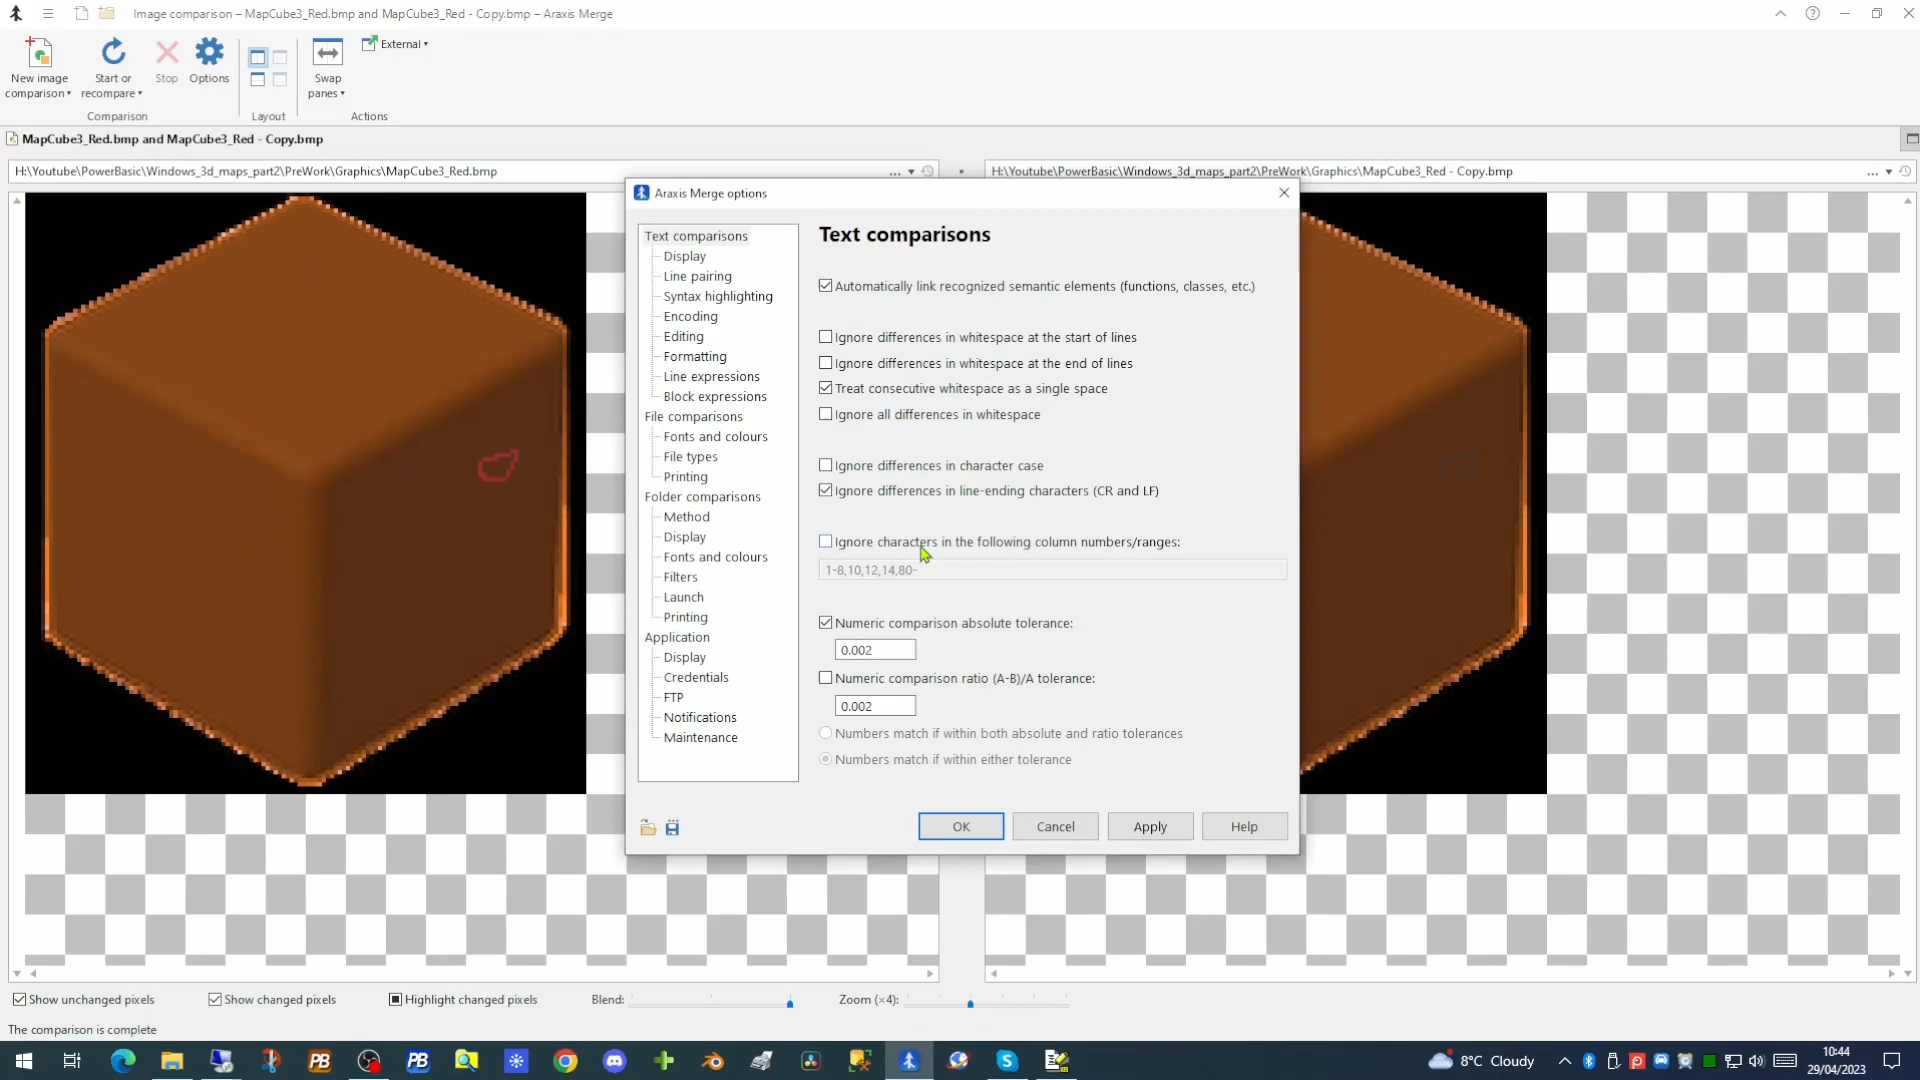 Image comparison – MapCube3_Red.bmp and MapCube3_Red - Copy.bmp – Araxis Merge
New image comparison
Start or recompare
Stop
Options
Swap panes
External
Comparison
Layout
Actions
MapCube3_Red.bmp and MapCube3_Red - Copy.bmp
H:\Youtube\PowerBasic\Windows_3d_maps_part2\PreWork\Graphics\MapCube3_Red.bmp
...
H:\Youtube\PowerBasic\Windows_3d_maps_part2\PreWork\Graphics\MapCube3_Red - Copy.bmp
...
Araxis Merge options
Text comparisons
Display
Line pairing
Syntax highlighting
Encoding
Editing
Formatting
Line expressions
Block expressions
File comparisons
Fonts and colours
File types
Printing
Folder comparisons
Method
Display
Fonts and colours
Filters
Launch
Printing
Application
Display
Credentials
FTP
Notifications
Maintenance
Text comparisons
Automatically link recognized semantic elements (functions, classes, etc.)
Ignore differences in whitespace at the start of lines
Ignore differences in whitespace at the end of lines
Treat consecutive whitespace as a single space
Ignore all differences in whitespace
Ignore differences in character case
Ignore differences in line-ending characters (CR and LF)
Ignore characters in the following column numbers/ranges:
1-8,10,12,14,80-
Numeric comparison absolute tolerance:
0.002
Numeric comparison ratio (A-B)/A tolerance:
0.002
Numbers match if within both absolute and ratio tolerances
Numbers match if within either tolerance
OK
Cancel
Apply
Help
Show unchanged pixels
Show changed pixels
Highlight changed pixels
Blend:
Zoom (×4):
The comparison is complete
PB
PB
8°C Cloudy
10:44
29/04/2023